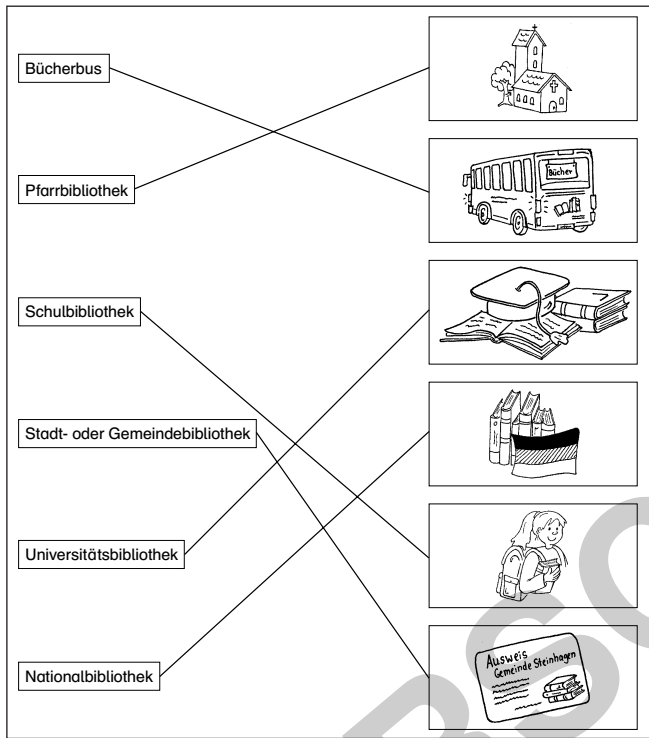 Bücherbus
Pfarrbibliothek
Bücher
Schulbibliothek
Stadt- oder Gemeindebibliothek
Universitätsbibliothek
Nationalbibliothek
Ausweis
Gemeinde Steinhagen